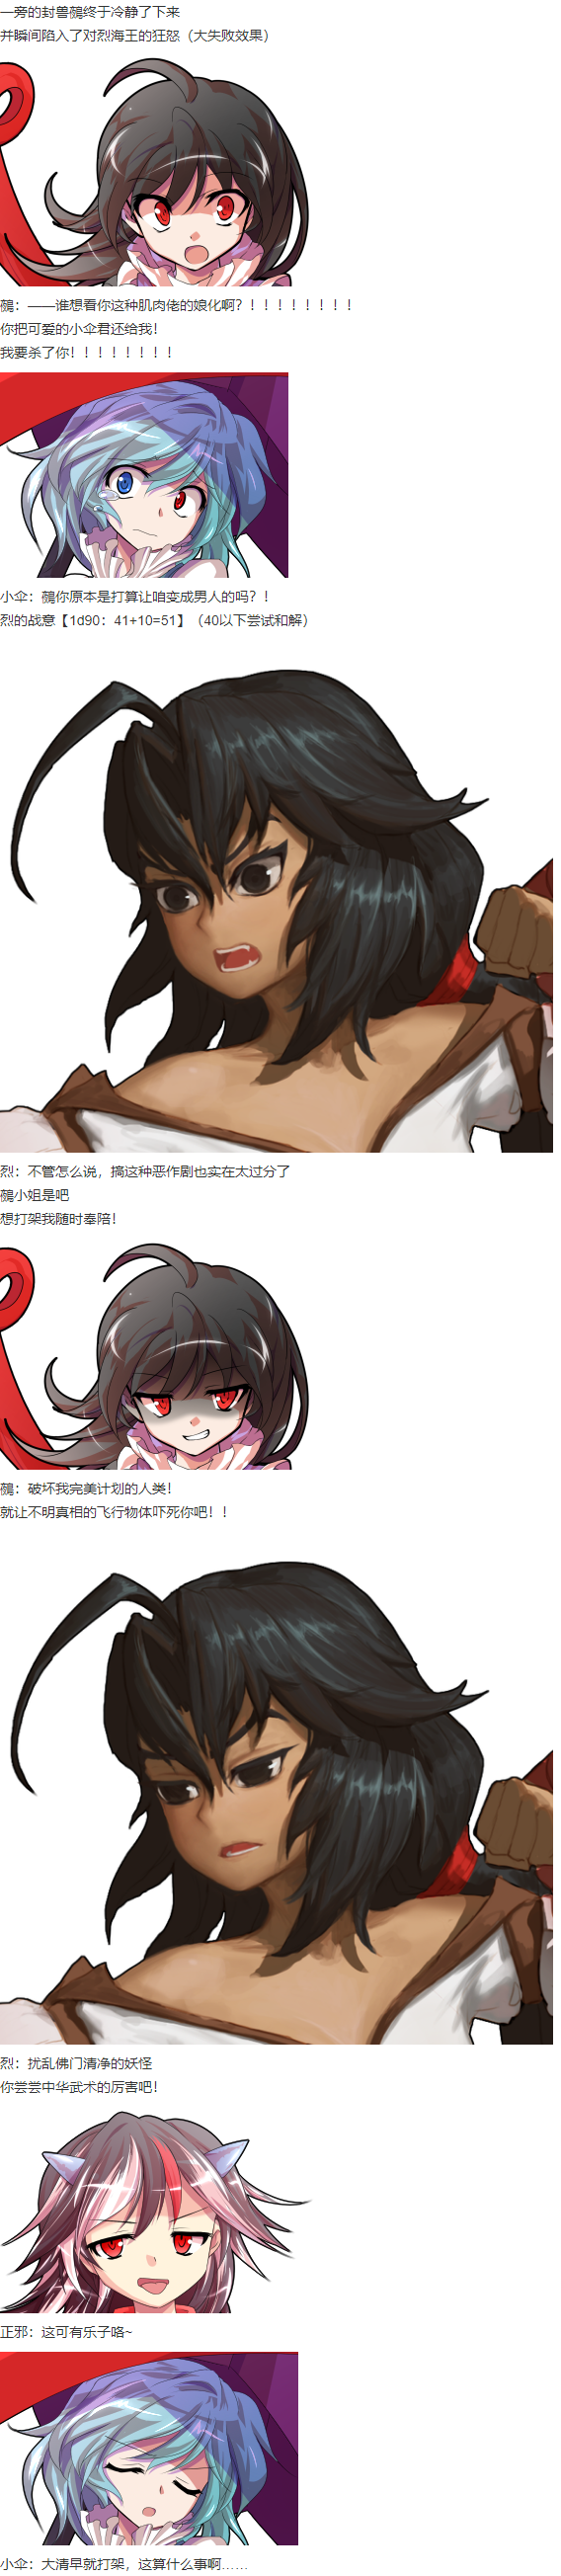 一旁的封兽鵺终于冷静了下来
并瞬间陷入了对烈海王的狂怒（大失败效果）
鵺：——谁想看你这种肌肉佬的娘化啊？！！！！！！！！
你把可爱的小伞君还给我！
我要杀了你！！！！！！！！
小伞：鵺你原本是打算让咱变成男人的吗？！
烈的战意【1d90：41+10=51】（40以下尝试和解）
烈：不管怎么说，搞这种恶作剧也实在太过分了
鵺小姐是吧
想打架我随时奉陪！
鵺：破坏我完美计划的人类！
就让不明真相的飞行物体吓死你吧！！
烈：扰乱佛门清净的妖怪
你尝尝中华武术的厉害吧！
正邪：这可有乐子咯~
小伞：大清早就打架，这算什么事啊……